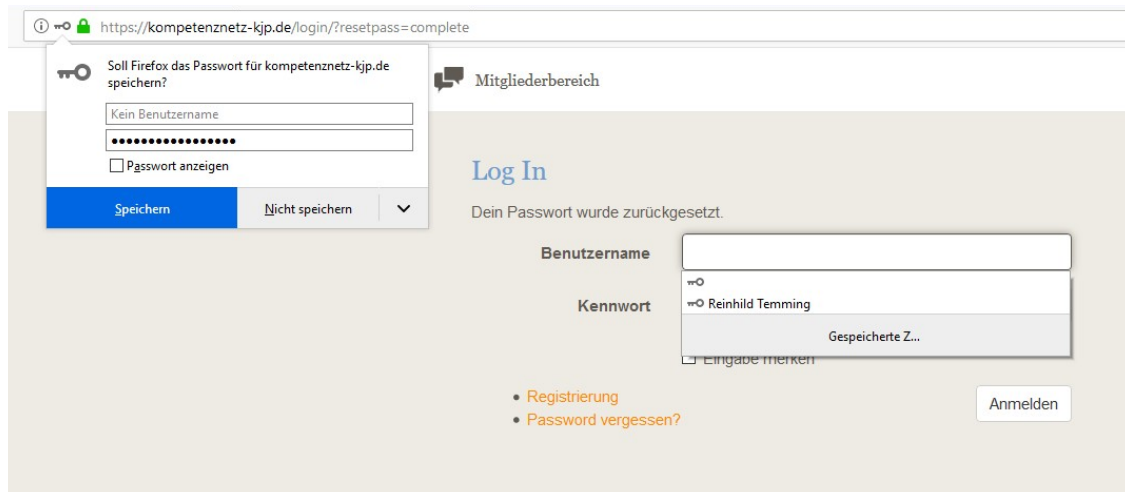 https://kompetenznetz-kjp.de/login/?resetpass=complete
Soll Firefox das Passwort für kompetenznetz-kjp.de
speichern?
Kein Benutzername
•••••••••••••••••
Passwort anzeigen
Speichern
Nicht speichern
Mitgliederbereich
Log In
Dein Passwort wurde zurückgesetzt.
Benutzername
Kennwort
Reinhild Temming
Gespeicherte Z...
Eingabe merken
Registrierung
Password vergessen?
Anmelden